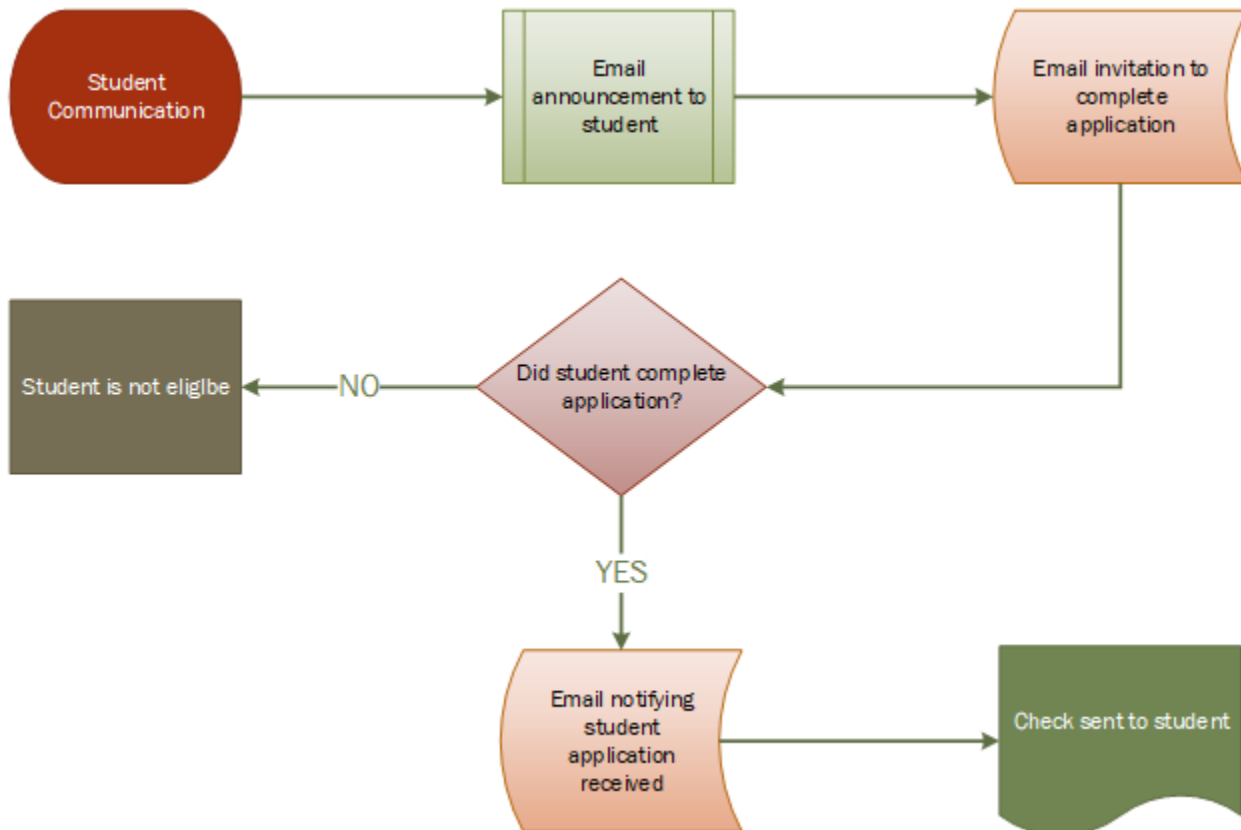 Student
Communication
Email
announcement to
student
Email invitation to
complete
application
Student is not eliglbe
NO
Did student complete
application?
YES
Email notifying
student
application
received
Check sent to student